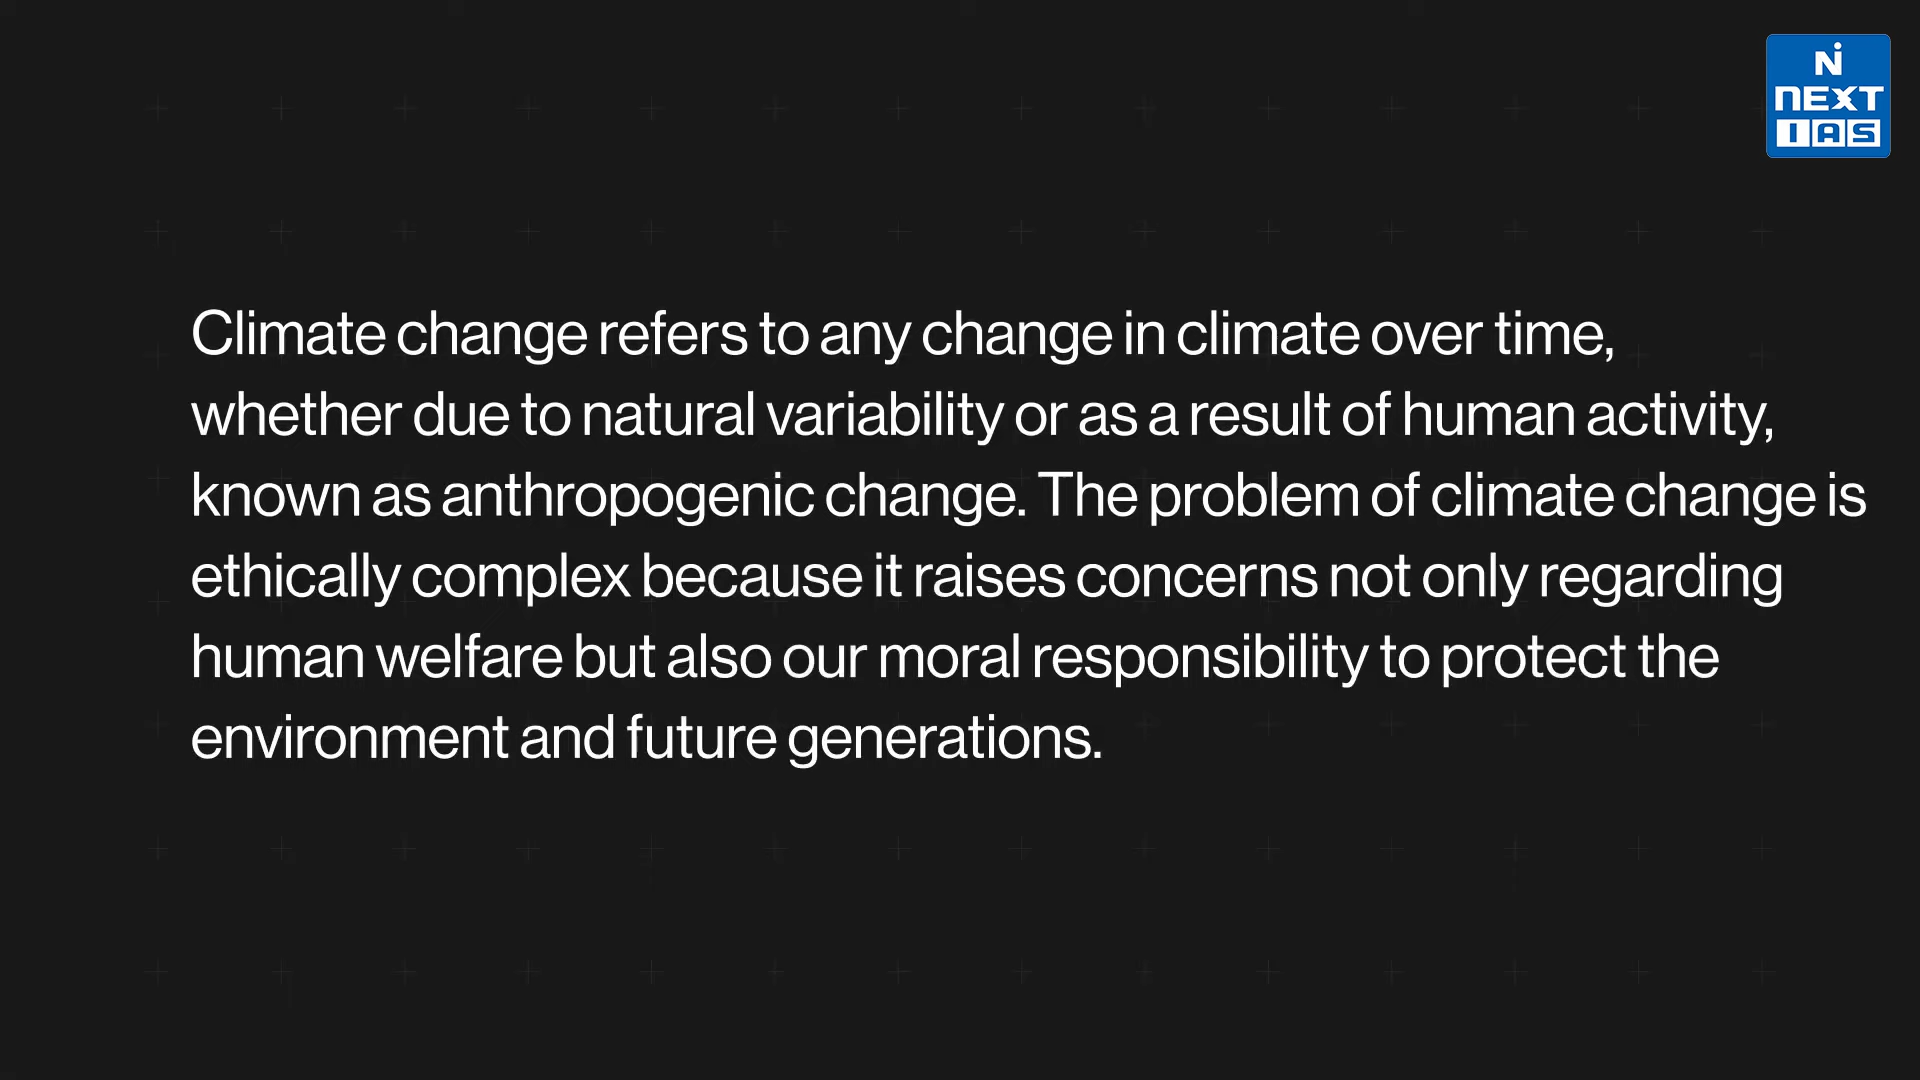 N
NEXT
IAS
Climate change refers to any change in climate over time,
whether due to natural variability or as a result of human activity,
known as anthropogenic change. The problem of climate change is
ethically complex because it raises concerns not only regarding
human welfare but also our moral responsibility to protect the
environment and future generations.